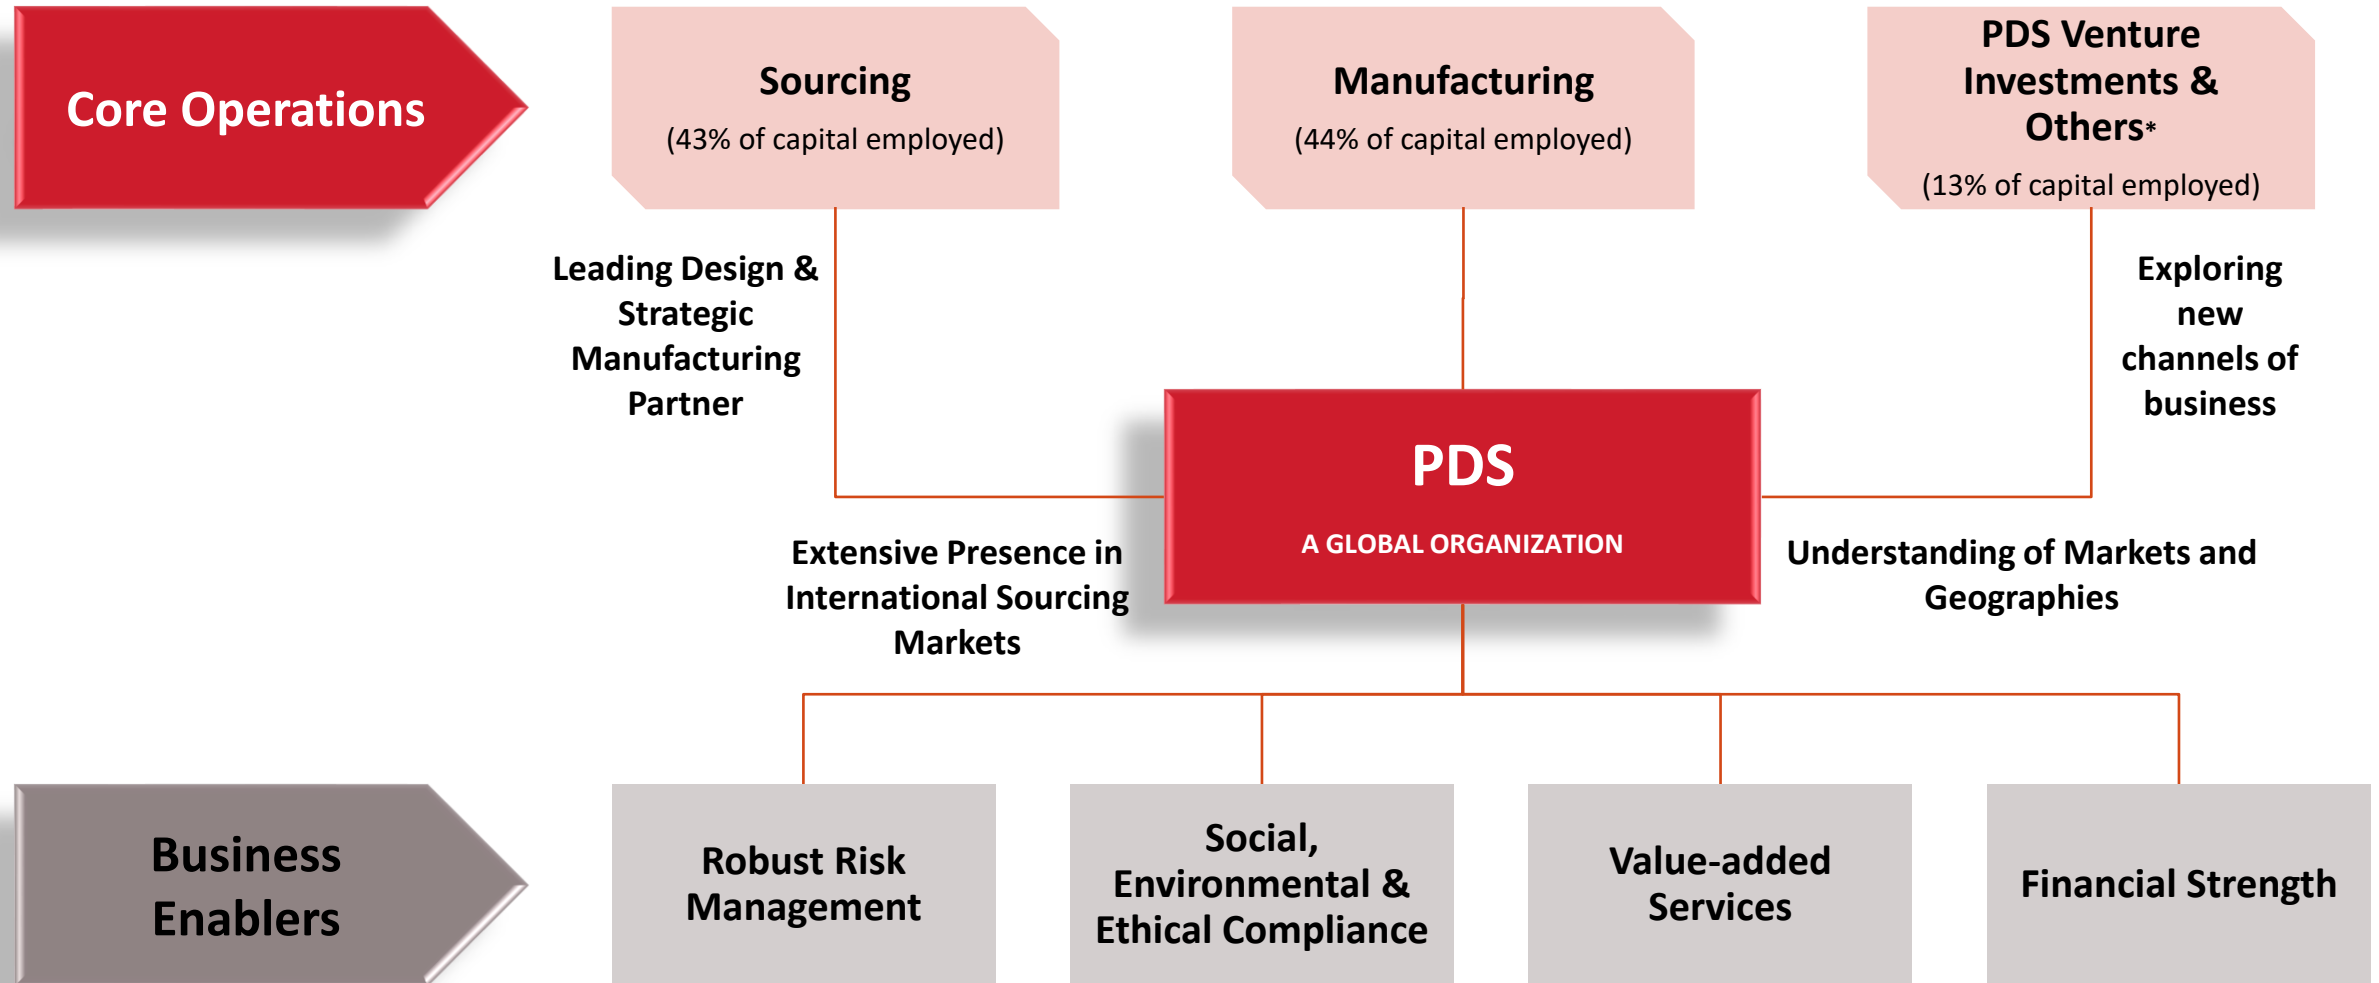 Core Operations
Sourcing
(43% of capital employed)
Manufacturing
(44% of capital employed)
PDS Venture
Investments &
Others*
(13% of capital employed)
Leading Design &
Strategic
Manufacturing
Partner
Exploring
new
channels of
business
PDS
A GLOBAL ORGANIZATION
Extensive Presence in
International Sourcing
Markets
Understanding of Markets and
Geographies
Business
Enablers
Robust Risk
Management
Social,
Environmental &
Ethical Compliance
Value-added
Services
Financial Strength